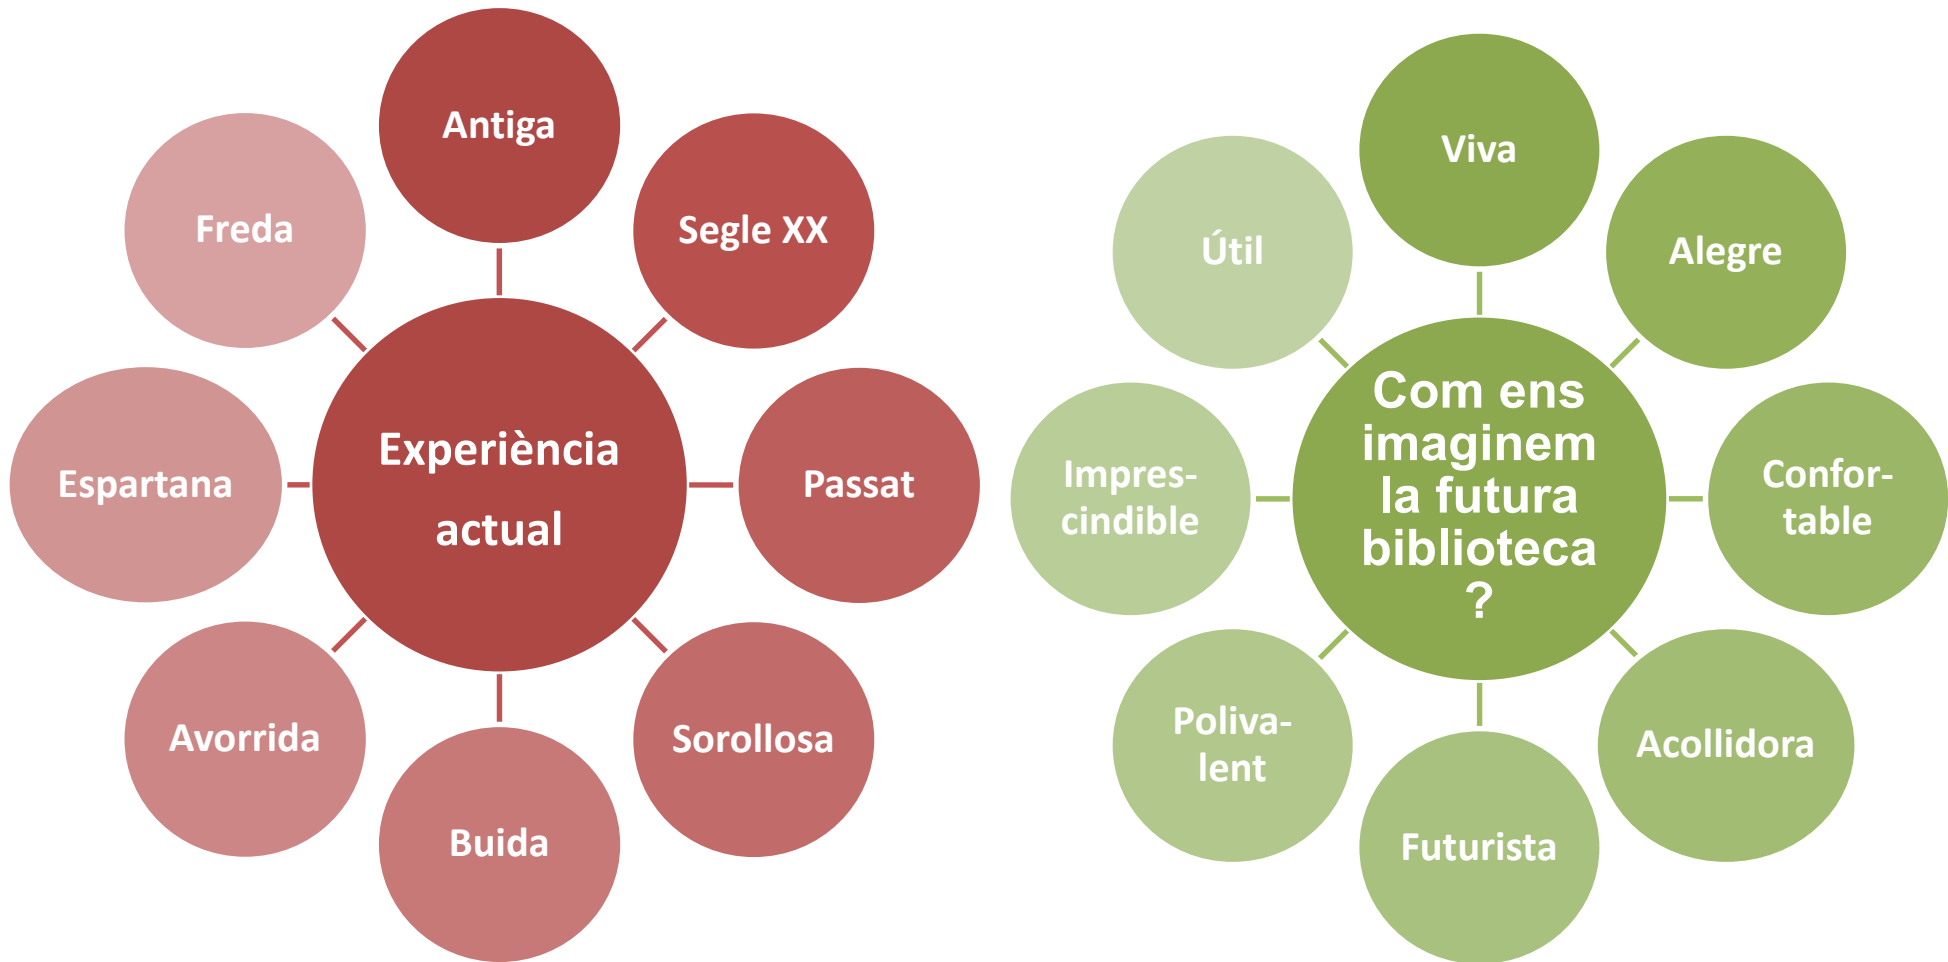 Antiga
Segle XX
Passat
Sorollosa
Buida
Avorrida
Espartana
Freda
Experiència
actual
Viva
Alegre
Confor-
table
Acollidora
Futurista
Poliva-
lent
Impres-
cindible
Útil
Com ens
imaginem
la futura
biblioteca
?